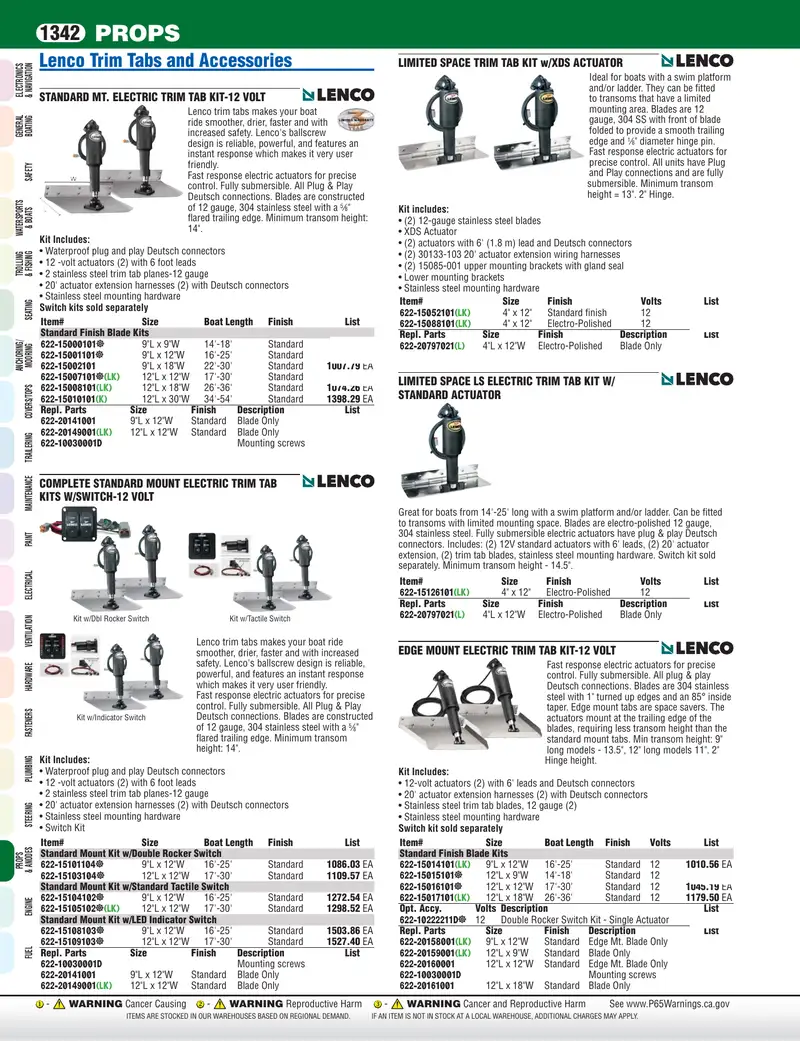 1342 PROPS
Lenco Trim Tabs and Accessories
ELECTRONICS & NAVIGATION
GENERAL BOATING
SAFETY
WATERSPORTS & BOATS
TROLLING & FISHING
SEATING
ANCHORING/ MOORING
COVERS/TOPS
TRAILERING
MAINTENANCE
PAINT
ELECTRICAL
VENTILATION
HARDWARE
FASTENERS
PLUMBING
STEERING
PROPS & ANODES
ENGINE
FUEL
STANDARD MT. ELECTRIC TRIM TAB KIT-12 VOLT
LENCO
Lenco trim tabs makes your boat
ride smoother, drier, faster and with
increased safety. Lenco's ballscrew
design is reliable, powerful, and features an
instant response which makes it very user
friendly.
Fast response electric actuators for precise
control. Fully submersible. All Plug & Play
Deutsch connections. Blades are constructed
of 12 gauge, 304 stainless steel with a ⅝"
flared trailing edge. Minimum transom height:
14".
Kit Includes:
• Waterproof plug and play Deutsch connectors
• 12 -volt actuators (2) with 6 foot leads
• 2 stainless steel trim tab planes-12 gauge
• 20' actuator extension harnesses (2) with Deutsch connectors
• Stainless steel mounting hardware
Switch kits sold separately
Item# Size Boat Length Finish List
Standard Finish Blade Kits
622-15000101 9"L x 9"W 14'-18' Standard
622-15001101 9"L x 12"W 16'-25' Standard
622-15002101 9"L x 18"W 22'-30' Standard 1007.79 EA
622-15007101(LK) 12"L x 12"W 17'-30' Standard
622-15008101(LK) 12"L x 18"W 26'-36' Standard 1074.26 EA
622-15010101(K) 12"L x 30"W 34'-54' Standard 1398.29 EA
Repl. Parts Size Finish Description List
622-20141001 9"L x 12"W Standard Blade Only
622-20149001(LK) 12"L x 12"W Standard Blade Only
622-10030001D Mounting screws
COMPLETE STANDARD MOUNT ELECTRIC TRIM TAB
KITS W/SWITCH-12 VOLT
LENCO
Kit w/Dbl Rocker Switch
Kit w/Tactile Switch
Kit w/Indicator Switch
Lenco trim tabs makes your boat ride
smoother, drier, faster and with increased
safety. Lenco's ballscrew design is reliable,
powerful, and features an instant response
which makes it very user friendly.
Fast response electric actuators for precise
control. Fully submersible. All Plug & Play
Deutsch connections. Blades are constructed
of 12 gauge, 304 stainless steel with a ⅝"
flared trailing edge. Minimum transom
height: 14".
Kit Includes:
• Waterproof plug and play Deutsch connectors
• 12 -volt actuators (2) with 6 foot leads
• 2 stainless steel trim tab planes-12 gauge
• 20' actuator extension harnesses (2) with Deutsch connectors
• Stainless steel mounting hardware
• Switch Kit
Item# Size Boat Length Finish List
Standard Mount Kit w/Double Rocker Switch
622-15101104 9"L x 12"W 16'-25' Standard 1086.03 EA
622-15103104 12"L x 12"W 17'-30' Standard 1109.57 EA
Standard Mount Kit w/Standard Tactile Switch
622-15104102 9"L x 12"W 16'-25' Standard 1272.54 EA
622-15105102(LK) 12"L x 12"W 17'-30' Standard 1298.52 EA
Standard Mount Kit w/LED Indicator Switch
622-15108103 9"L x 12"W 16'-25' Standard 1503.86 EA
622-15109103 12"L x 12"W 17'-30' Standard 1527.40 EA
Repl. Parts Size Finish Description List
622-10030001D Mounting screws
622-20141001 9"L x 12"W Standard Blade Only
622-20149001(LK) 12"L x 12"W Standard Blade Only
LIMITED SPACE TRIM TAB KIT w/XDS ACTUATOR
LENCO
Ideal for boats with a swim platform
and/or ladder. They can be fitted
to transoms that have a limited
mounting area. Blades are 12
gauge, 304 SS with front of blade
folded to provide a smooth trailing
edge and ⅛" diameter hinge pin.
Fast response electric actuators for
precise control. All units have Plug
and Play connections and are fully
submersible. Minimum transom
height = 13". 2" Hinge.
Kit includes:
• (2) 12-gauge stainless steel blades
• XDS Actuator
• (2) actuators with 6' (1.8 m) lead and Deutsch connectors
• (2) 30133-103 20' actuator extension wiring harnesses
• (2) 15085-001 upper mounting brackets with gland seal
• Lower mounting brackets
• Stainless steel mounting hardware
Item# Size Finish Volts List
622-15052101(LK) 4" x 12" Standard finish 12
622-15088101(LK) 4" x 12" Electro-Polished 12
Repl. Parts Size Finish Description List
622-20797021(L) 4"L x 12"W Electro-Polished Blade Only
LIMITED SPACE LS ELECTRIC TRIM TAB KIT W/
STANDARD ACTUATOR
LENCO
Great for boats from 14'-25' long with a swim platform and/or ladder. Can be fitted
to transoms with limited mounting space. Blades are electro-polished 12 gauge,
304 stainless steel. Fully submersible electric actuators have plug & play Deutsch
connectors. Includes: (2) 12V standard actuators with 6' leads, (2) 20' actuator
extension, (2) trim tab blades, stainless steel mounting hardware. Switch kit sold
separately. Minimum transom height - 14.5".
Item# Size Finish Volts List
622-15126101(LK) 4" x 12" Electro-Polished 12
Repl. Parts Size Finish Description List
622-20797021(L) 4"L x 12"W Electro-Polished Blade Only
EDGE MOUNT ELECTRIC TRIM TAB KIT-12 VOLT
LENCO
Fast response electric actuators for precise
control. Fully submersible. All plug & play
Deutsch connections. Blades are 304 stainless
steel with 1" turned up edges and an 85° inside
taper. Edge mount tabs are space savers. The
actuators mount at the trailing edge of the
blades, requiring less transom height than the
standard mount tabs. Min transom height: 9"
long models - 13.5", 12" long models 11". 2"
Hinge height.
Kit Includes:
• 12-volt actuators (2) with 6' leads and Deutsch connectors
• 20' actuator extension harnesses (2) with Deutsch connectors
• Stainless steel trim tab blades, 12 gauge (2)
• Stainless steel mounting hardware
Switch kit sold separately
Item# Size Boat Length Finish Volts List
Standard Finish Blade Kits
622-15014101(LK) 9"L x 12"W 16'-25' Standard 12 1010.56 EA
622-15015101 12"L x 9"W 14'-18' Standard 12
622-15016101 12"L x 12"W 17'-30' Standard 12 1045.19 EA
622-15017101(LK) 12"L x 18"W 26'-36' Standard 12 1179.50 EA
Opt. Accy. Volts Description List
622-10222211D 12 Double Rocker Switch Kit - Single Actuator
Repl. Parts Size Finish Description List
622-20158001(LK) 9"L x 12"W Standard Edge Mt. Blade Only
622-20159001(LK) 12"L x 9"W Standard Blade Only
622-20160001 12"L x 12"W Standard Edge Mt. Blade Only
622-10030001D Mounting screws
622-20161001 12"L x 18"W Standard Blade Only
1 - WARNING Cancer Causing 2 - WARNING Reproductive Harm 3 - WARNING Cancer and Reproductive Harm See www.P65Warnings.ca.gov
ITEMS ARE STOCKED IN OUR WAREHOUSES BASED ON REGIONAL DEMAND. IF AN ITEM IS NOT IN STOCK AT A LOCAL WAREHOUSE, ADDITIONAL CHARGES MAY APPLY.